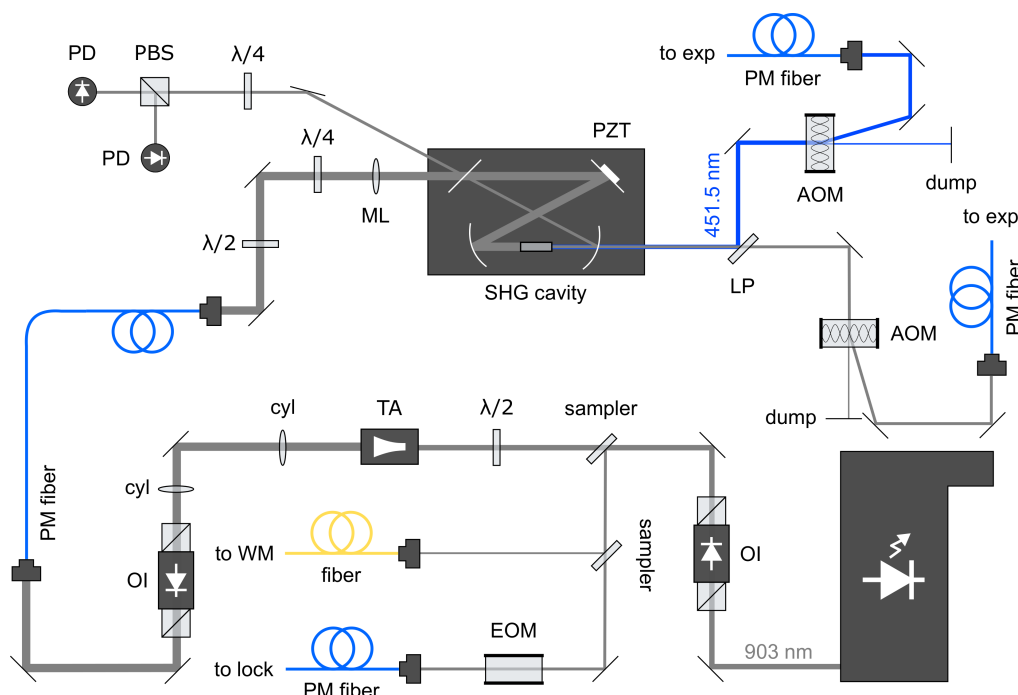 PD
PBS
λ/4
to exp
PM fiber
PD
λ/4
ML
PZT
AOM
dump
451.5 nm
to exp
λ/2
SHG cavity
LP
PM fiber
AOM
dump
cyl
TA
λ/2
sampler
PM fiber
cyl
OI
to WM
fiber
sampler
OI
EOM
to lock
PM fiber
903 nm